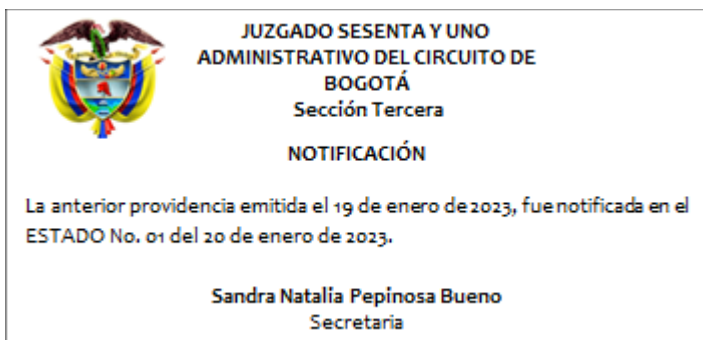 JUZGADO SESENTA Y UNO
ADMINISTRATIVO DEL CIRCUITO DE
BOGOTÁ
Sección Tercera
NOTIFICACIÓN
La anterior providencia emitida el 19 de enero de 2023, fue notificada en el
ESTADO No. 01 del 20 de enero de 2023.
Sandra Natalia Pepinosa Bueno
Secretaria